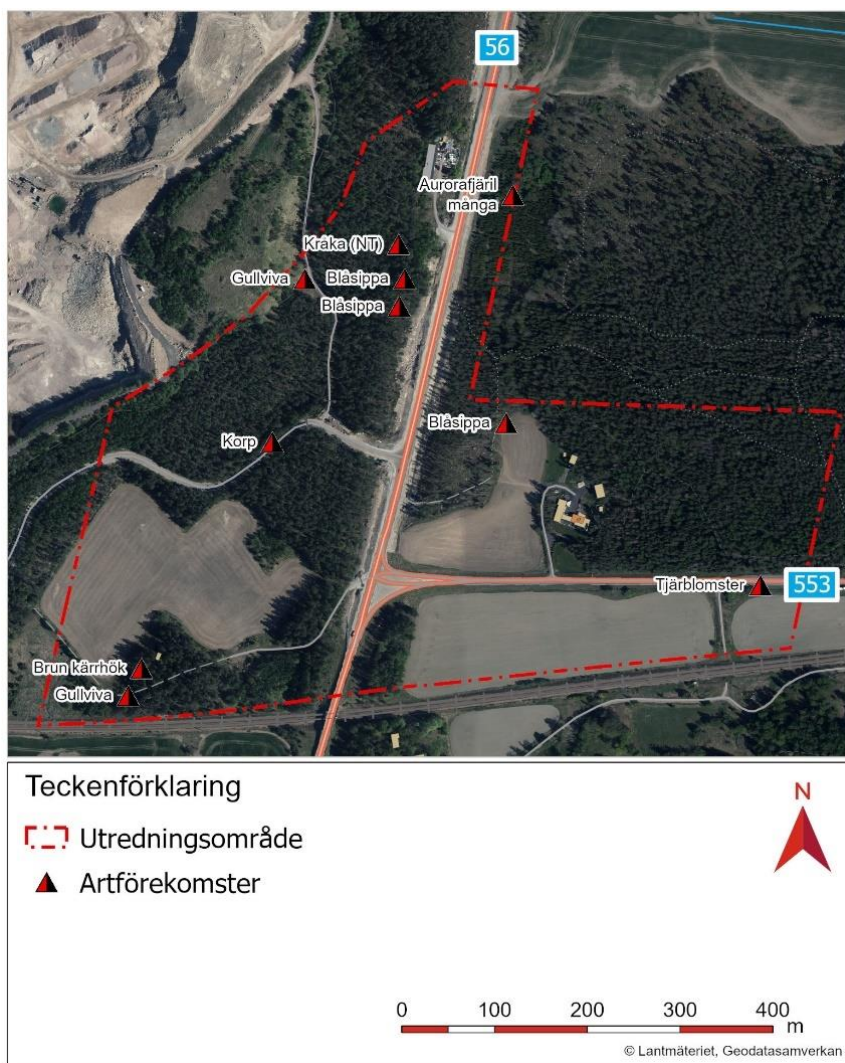 56
Aurorafjäril
många
Kråka (NT)
Gullviva
Blåsippa
Blåsippa
Blåsippa
Korp
Tjärblomster
553
Brun kärrhök
Gullviva
Teckenförklaring
N
Utredningsområde
Artförekomster
0 100 200 300 400
m
© Lantmäteriet, Geodatasamverkan